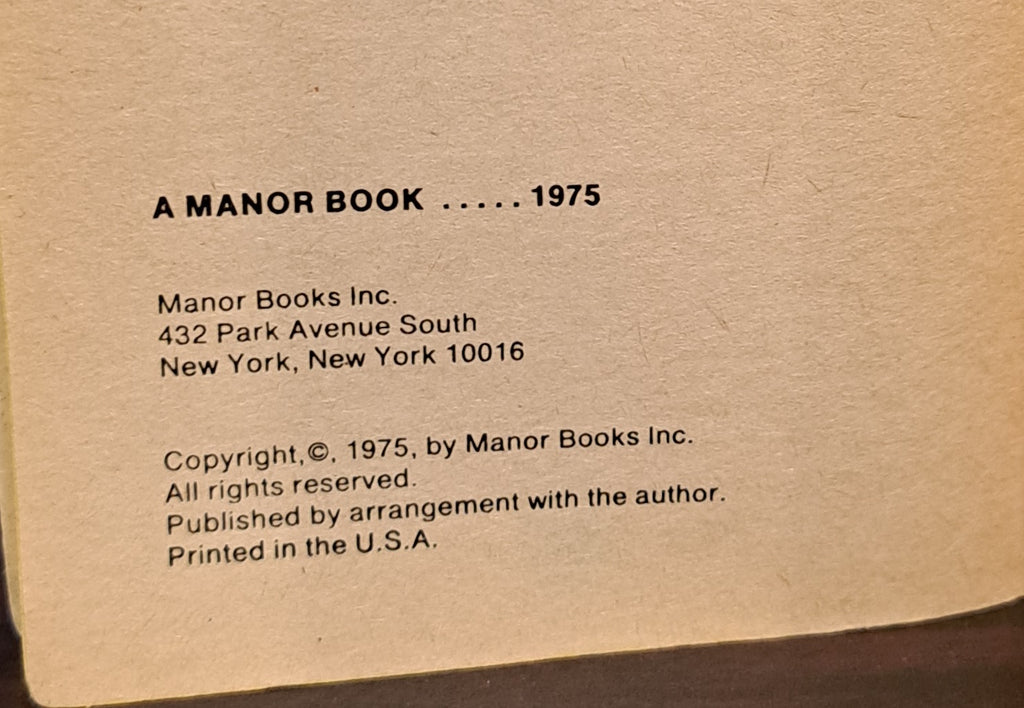 A MANOR BOOK ..... 1975
Manor Books Inc.
432 Park Avenue South
New York, New York 10016
Copyright,©, 1975, by Manor Books Inc.
All rights reserved.
Published by arrangement with the author.
Printed in the U.S.A.